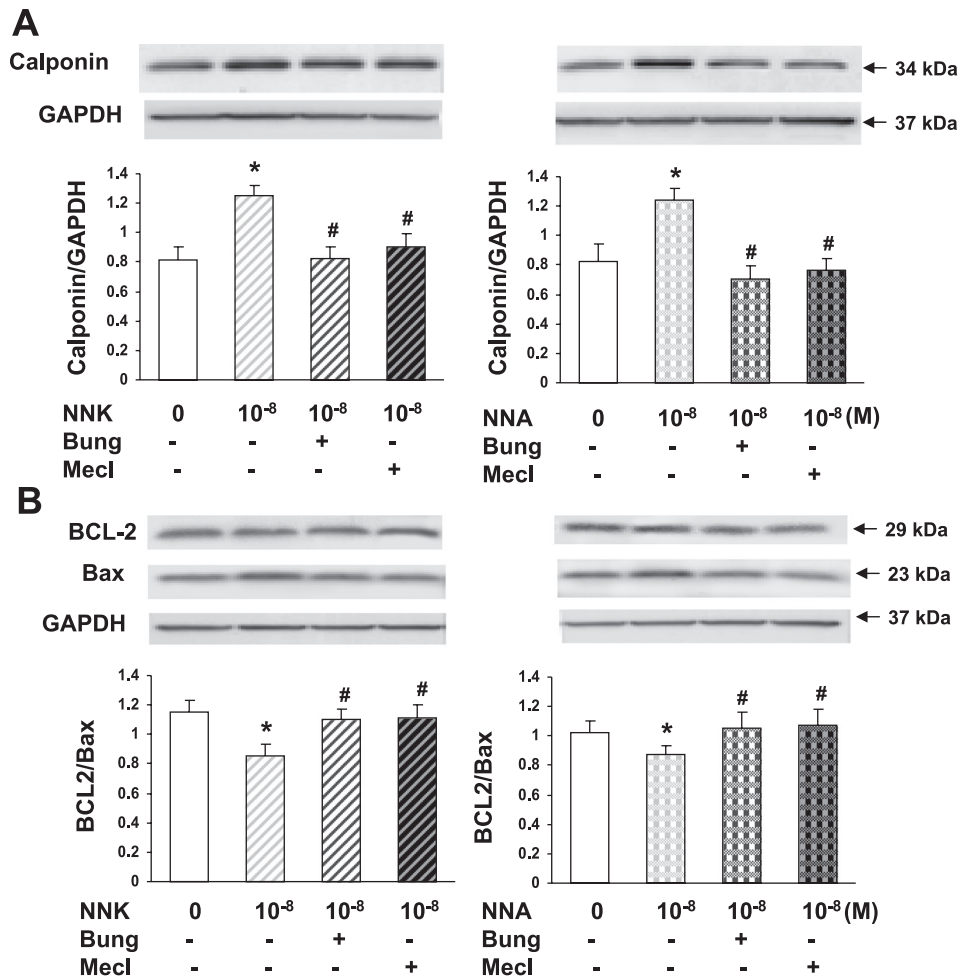 A
Calponin
← 34 kDa
GAPDH
← 37 kDa
Calponin/GAPDH
1.4
1.2
1
0.8
0.6
0.4
0.2
0
*
#
#
NNK 0 10⁻⁸ 10⁻⁸ 10⁻⁸
Bung - - + -
Mecl - - - +
Calponin/GAPDH
1.4
1.2
1
0.8
0.6
0.4
0.2
0
*
#
#
NNA 0 10⁻⁸ 10⁻⁸ 10⁻⁸ (M)
Bung - - + -
Mecl - - - +
B
BCL-2
← 29 kDa
Bax
← 23 kDa
GAPDH
← 37 kDa
BCL2/Bax
1.4
1.2
1
0.8
0.6
0.4
0.2
0
*
#
#
NNK 0 10⁻⁸ 10⁻⁸ 10⁻⁸
Bung - - + -
Mecl - - - +
BCL2/Bax
1.4
1.2
1
0.8
0.6
0.4
0.2
0
*
#
#
NNA 0 10⁻⁸ 10⁻⁸ 10⁻⁸ (M)
Bung - - + -
Mecl - - - +